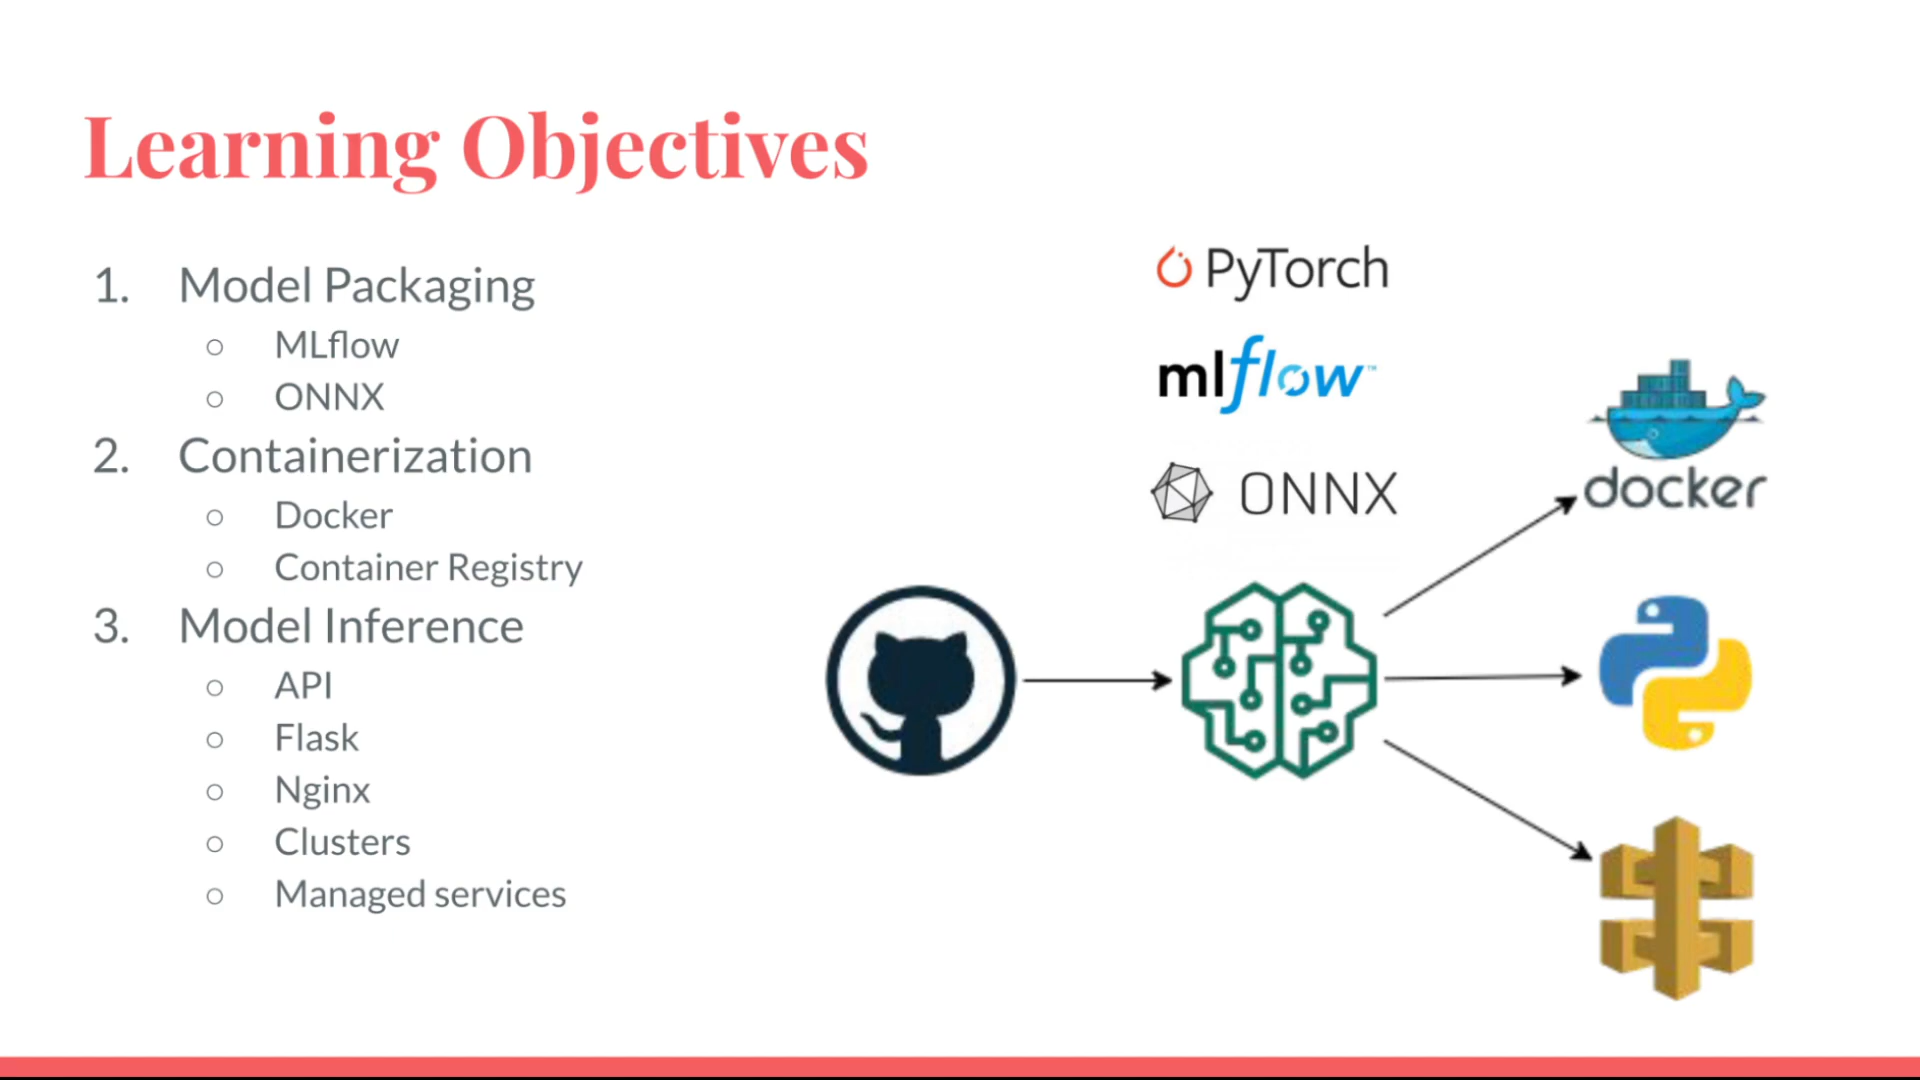 Learning Objectives
1. Model Packaging
○ MLflow
○ ONNX
2. Containerization
○ Docker
○ Container Registry
3. Model Inference
○ API
○ Flask
○ Nginx
○ Clusters
○ Managed services
PyTorch
mlflow™
ONNX
docker